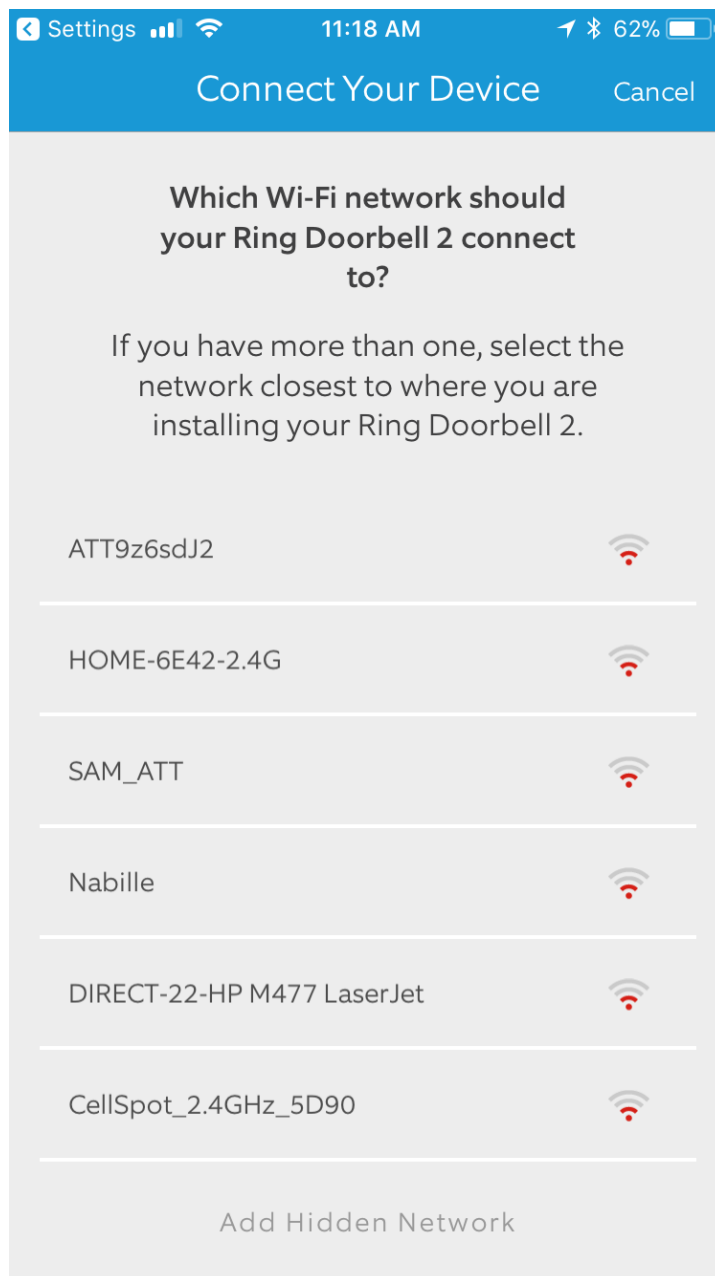 Settings 11:18 AM 62%
Connect Your Device Cancel
Which Wi-Fi network should
your Ring Doorbell 2 connect
to?
If you have more than one, select the
network closest to where you are
installing your Ring Doorbell 2.
ATT9z6sdJ2
HOME-6E42-2.4G
SAM_ATT
Nabille
DIRECT-22-HP M477 LaserJet
CellSpot_2.4GHz_5D90
Add Hidden Network